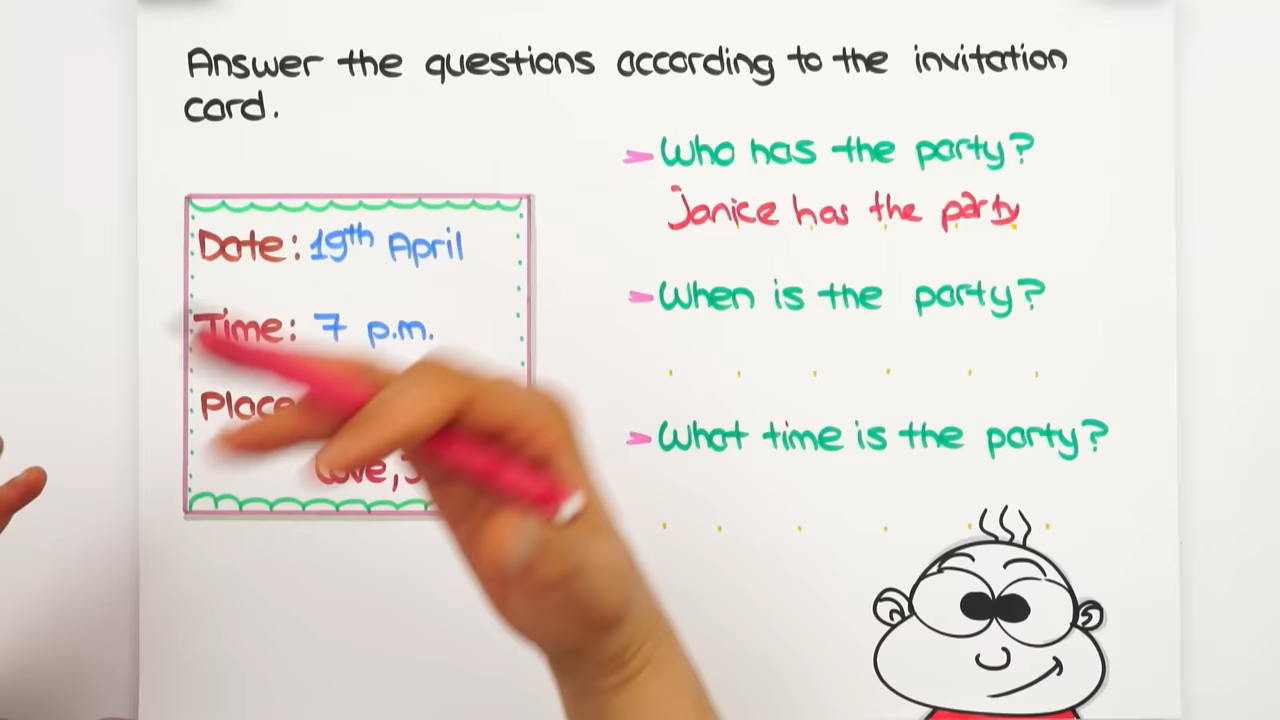 Answer the questions according to the invitation
card.
Who has the party?
Janice has the party
Date: 19th April
When is the party?
Time: 7 p.m.
Place
What time is the party?
Love, J